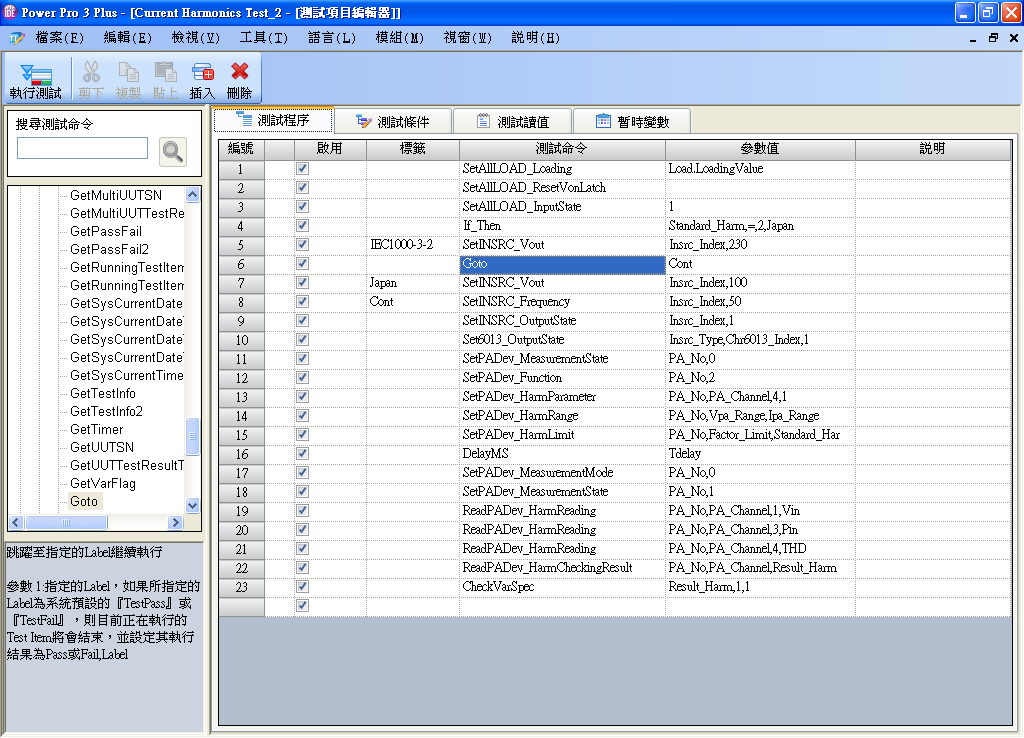 Power Pro 3 Plus - [Current Harmonics Test_2 - [測試項目編輯器]]
檔案(F) 編輯(E) 檢視(V) 工具(T) 語言(L) 模組(M) 視窗(W) 說明(H)
執行測試 剪下 複製 貼上 插入 刪除
搜尋測試命令
GetMultiUUTSN
GetMultiUUTTestRe
GetPassFail
GetPassFail2
GetRunningTestItem
GetRunningTestItem
GetSysCurrentDate
GetSysCurrentDate
GetSysCurrentDate
GetSysCurrentDate
GetSysCurrentTime
GetTestInfo
GetTestInfo2
GetTimer
GetUUTSN
GetUUTTestResultT
GetVarFlag
Goto
跳躍至指定的Label繼續執行
參數 1:指定的Label，如果所指定的
Label為系統預設的『TestPass』或
『TestFail』，則目前正在執行的
Test Item將會結束，並設定其執行
結果為Pass或Fail,Label
測試程序 測試條件 測試讀值 暫時變數
編號 啟用 標籤 測試命令 參數值 說明
1 SetAllLOAD_Loading Load.LoadingValue
2 SetAllLOAD_ResetVonLatch
3 SetAllLOAD_InputState 1
4 If_Then Standard_Harm,=,2,Japan
5 IEC1000-3-2 SetINSRC_Vout Insrc_Index,230
6 Goto Cont
7 Japan SetINSRC_Vout Insrc_Index,100
8 Cont SetINSRC_Frequency Insrc_Index,50
9 SetINSRC_OutputState Insrc_Index,1
10 Set6013_OutputState Insrc_Type,Chr6013_Index,1
11 SetPADev_MeasurementState PA_No,0
12 SetPADev_Function PA_No,2
13 SetPADev_HarmParameter PA_No,PA_Channel,4,1
14 SetPADev_HarmRange PA_No,Vpa_Range,Ipa_Range
15 SetPADev_HarmLimit PA_No,Factor_Limit,Standard_Har
16 DelayMS Tdelay
17 SetPADev_MeasurementMode PA_No,0
18 SetPADev_MeasurementState PA_No,1
19 ReadPADev_HarmReading PA_No,PA_Channel,1,Vin
20 ReadPADev_HarmReading PA_No,PA_Channel,3,Pin
21 ReadPADev_HarmReading PA_No,PA_Channel,4,THD
22 ReadPADev_HarmCheckingResult PA_No,PA_Channel,Result_Harm
23 CheckVarSpec Result_Harm,1,1